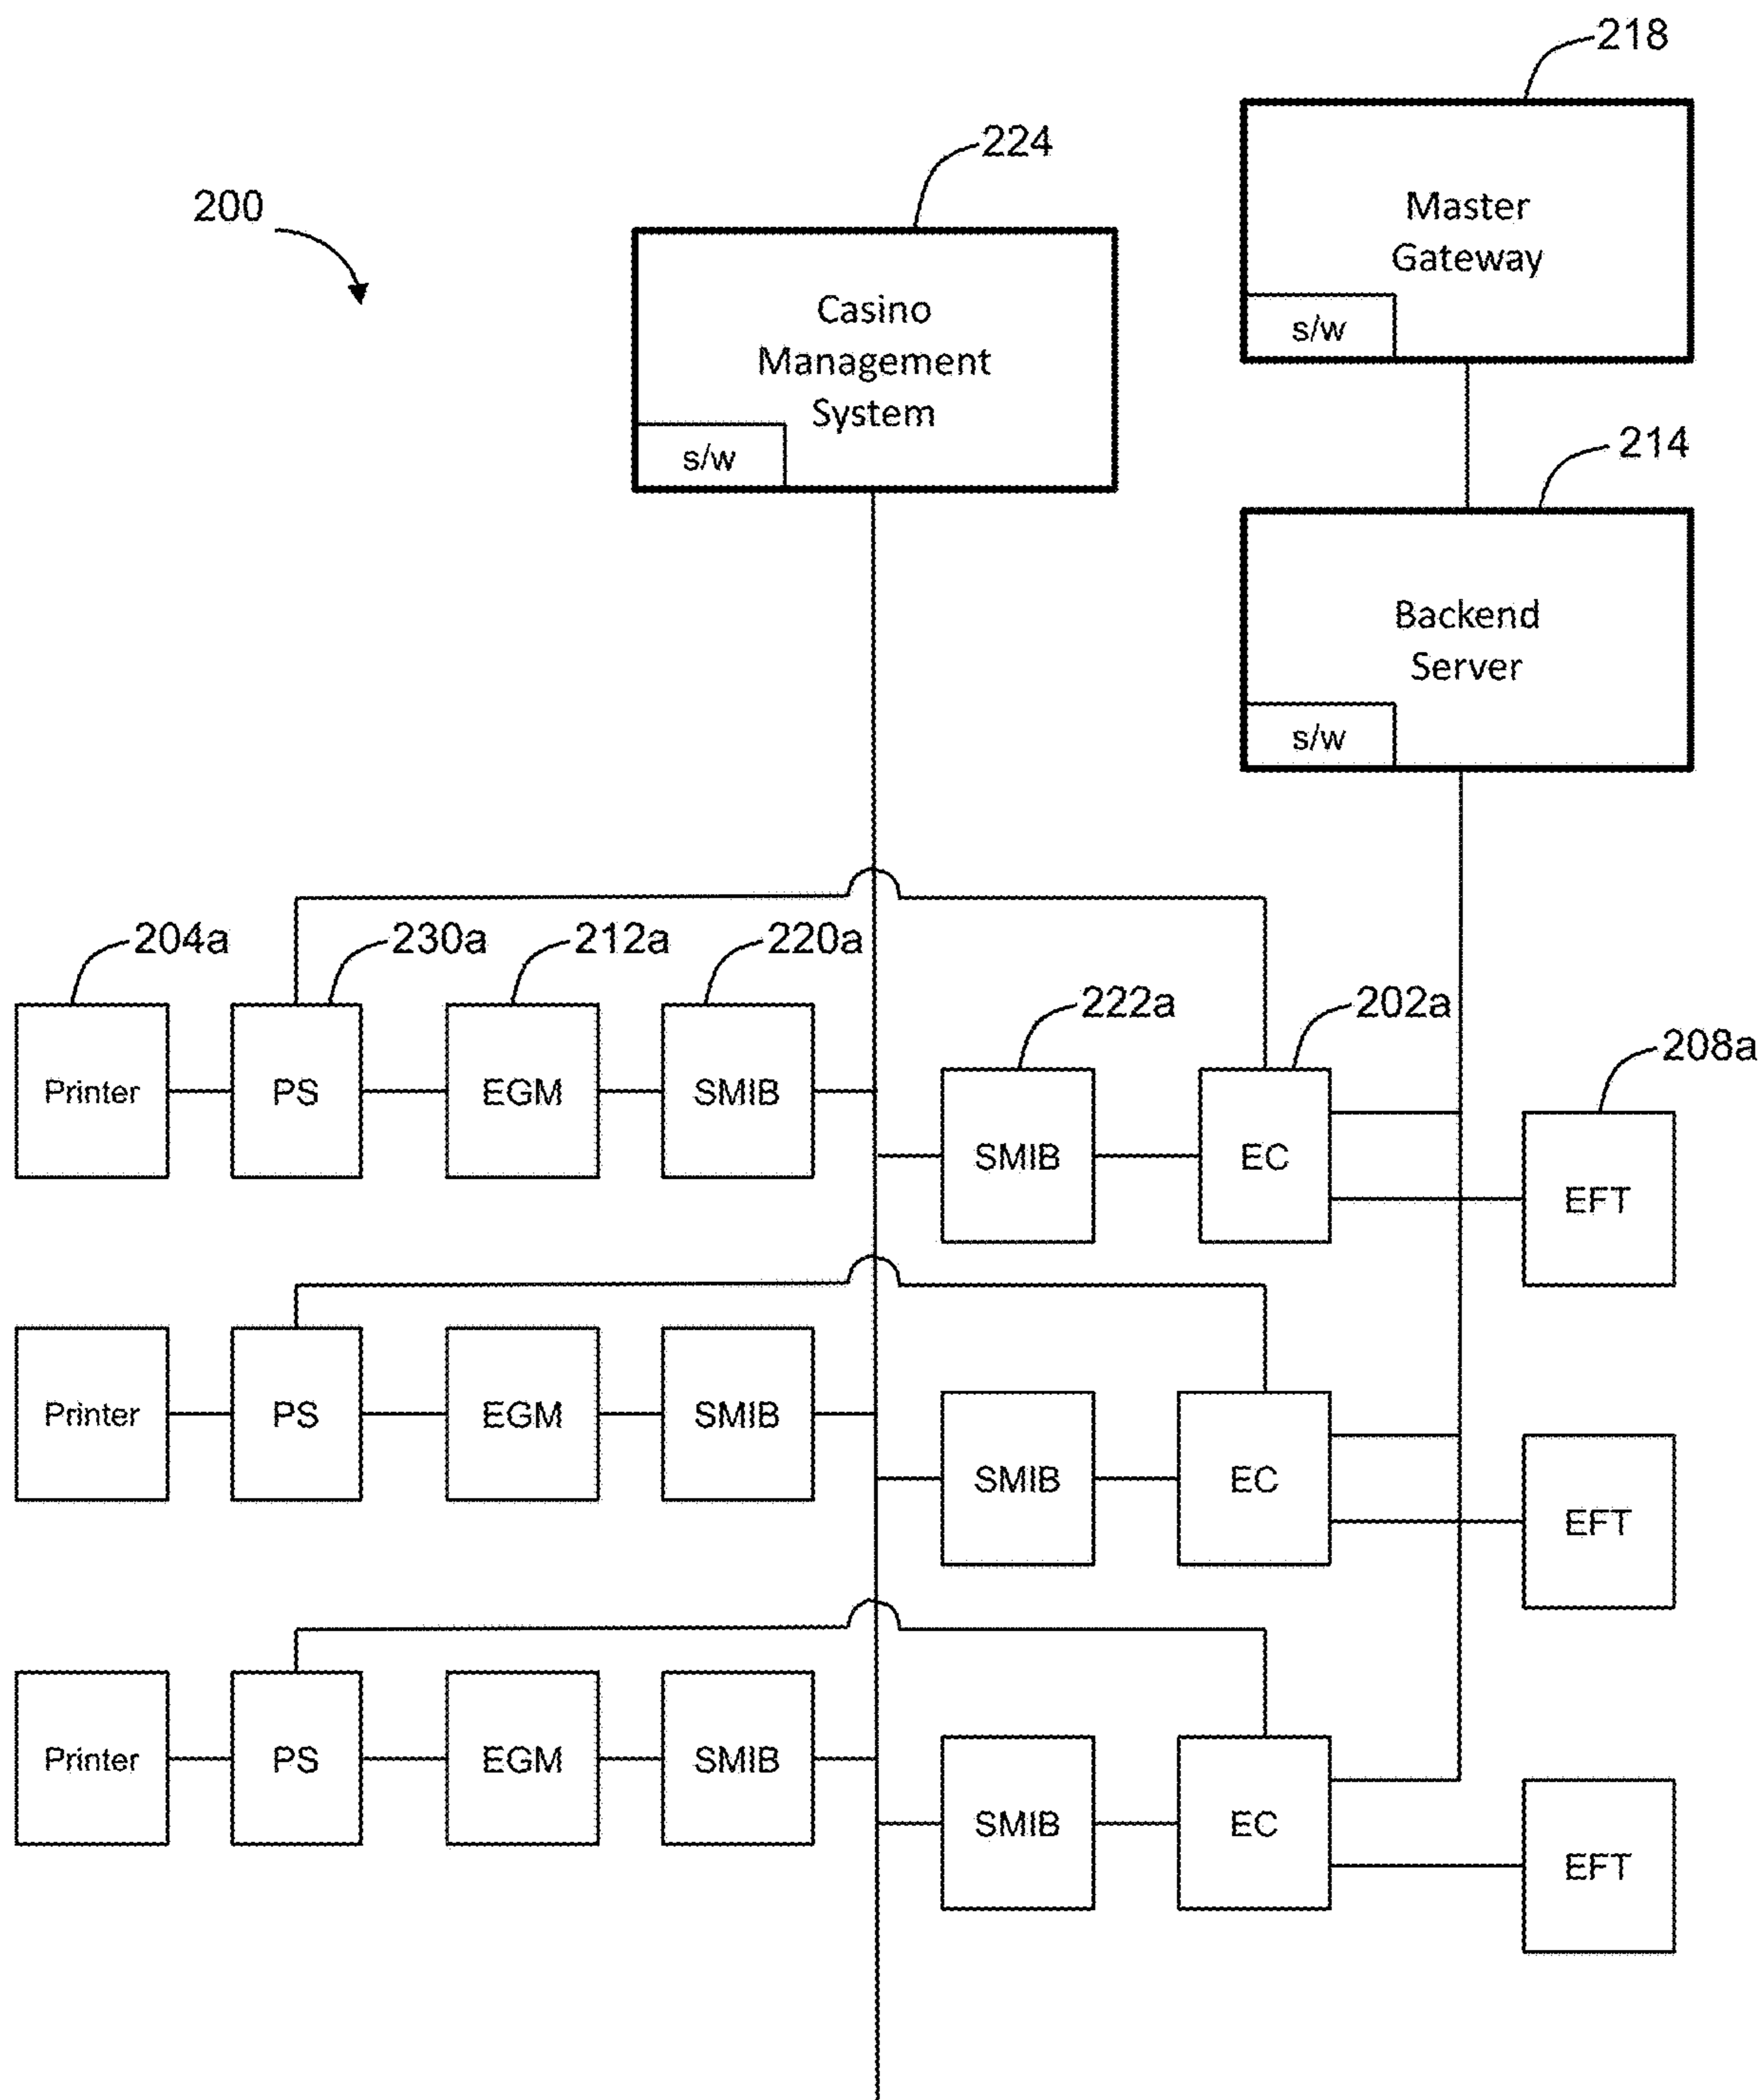 218
224
200
Master
Gateway
s/w
Casino
Management
System
s/w
214
Backend
Server
s/w
204a
230a
212a
220a
222a
202a
208a
Printer
PS
EGM
SMIB
SMIB
EC
EFT
Printer
PS
EGM
SMIB
SMIB
EC
EFT
Printer
PS
EGM
SMIB
SMIB
EC
EFT